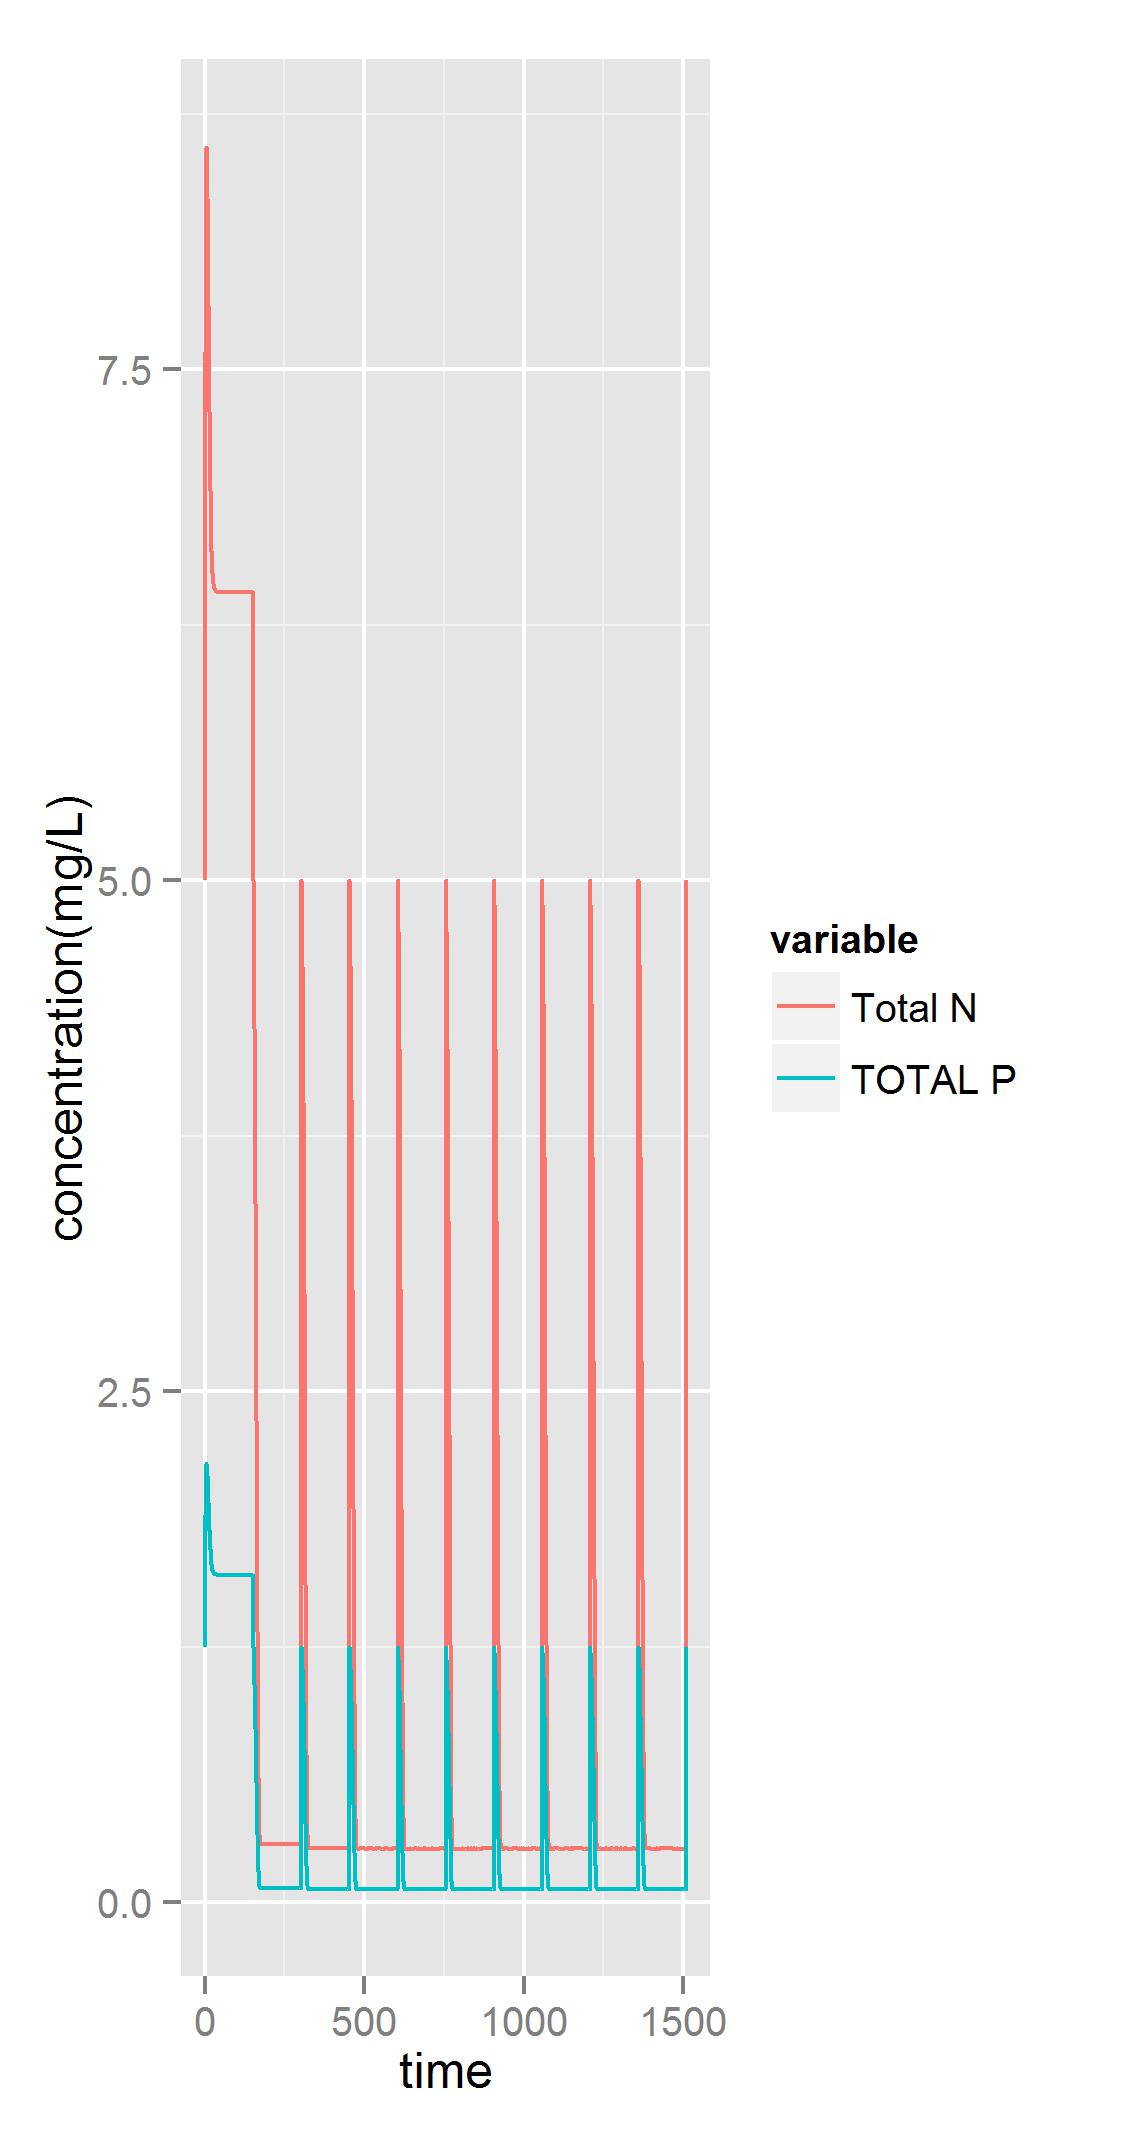 7.5
5.0
2.5
0.0
concentration(mg/L)
0 500 1000 1500
time
variable
Total N
TOTAL P